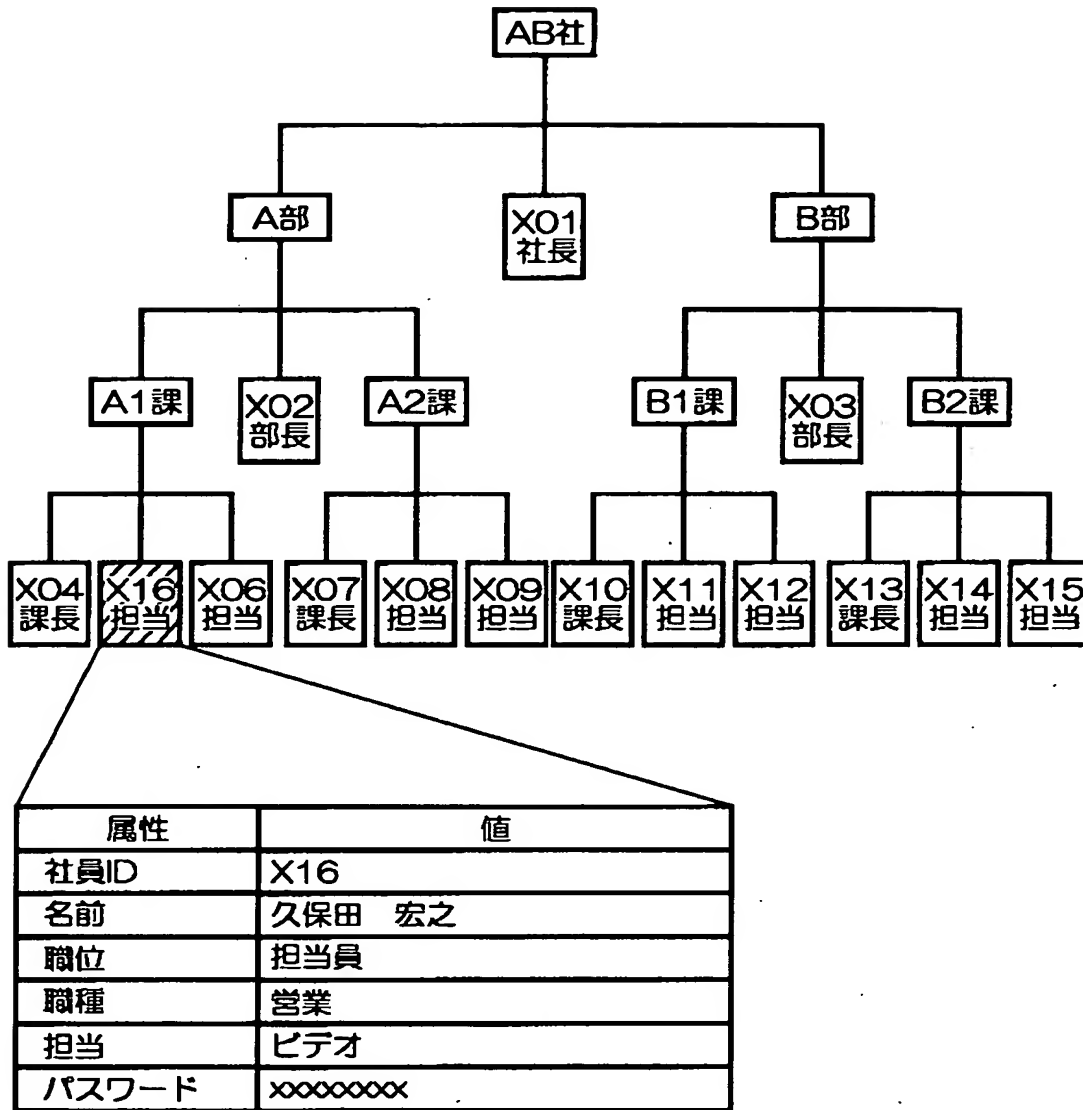 AB社
A部
X01
社長
B部
A1課
X02
部長
A2課
B1課
X03
部長
B2課
X04
課長
X16
担当
X06
担当
X07
課長
X08
担当
X09
担当
X10
課長
X11
担当
X12
担当
X13
課長
X14
担当
X15
担当
属性 値
社員ID X16
名前 久保田 宏之
職位 担当員
職種 営業
担当 ビデオ
パスワード xxxxxxxx